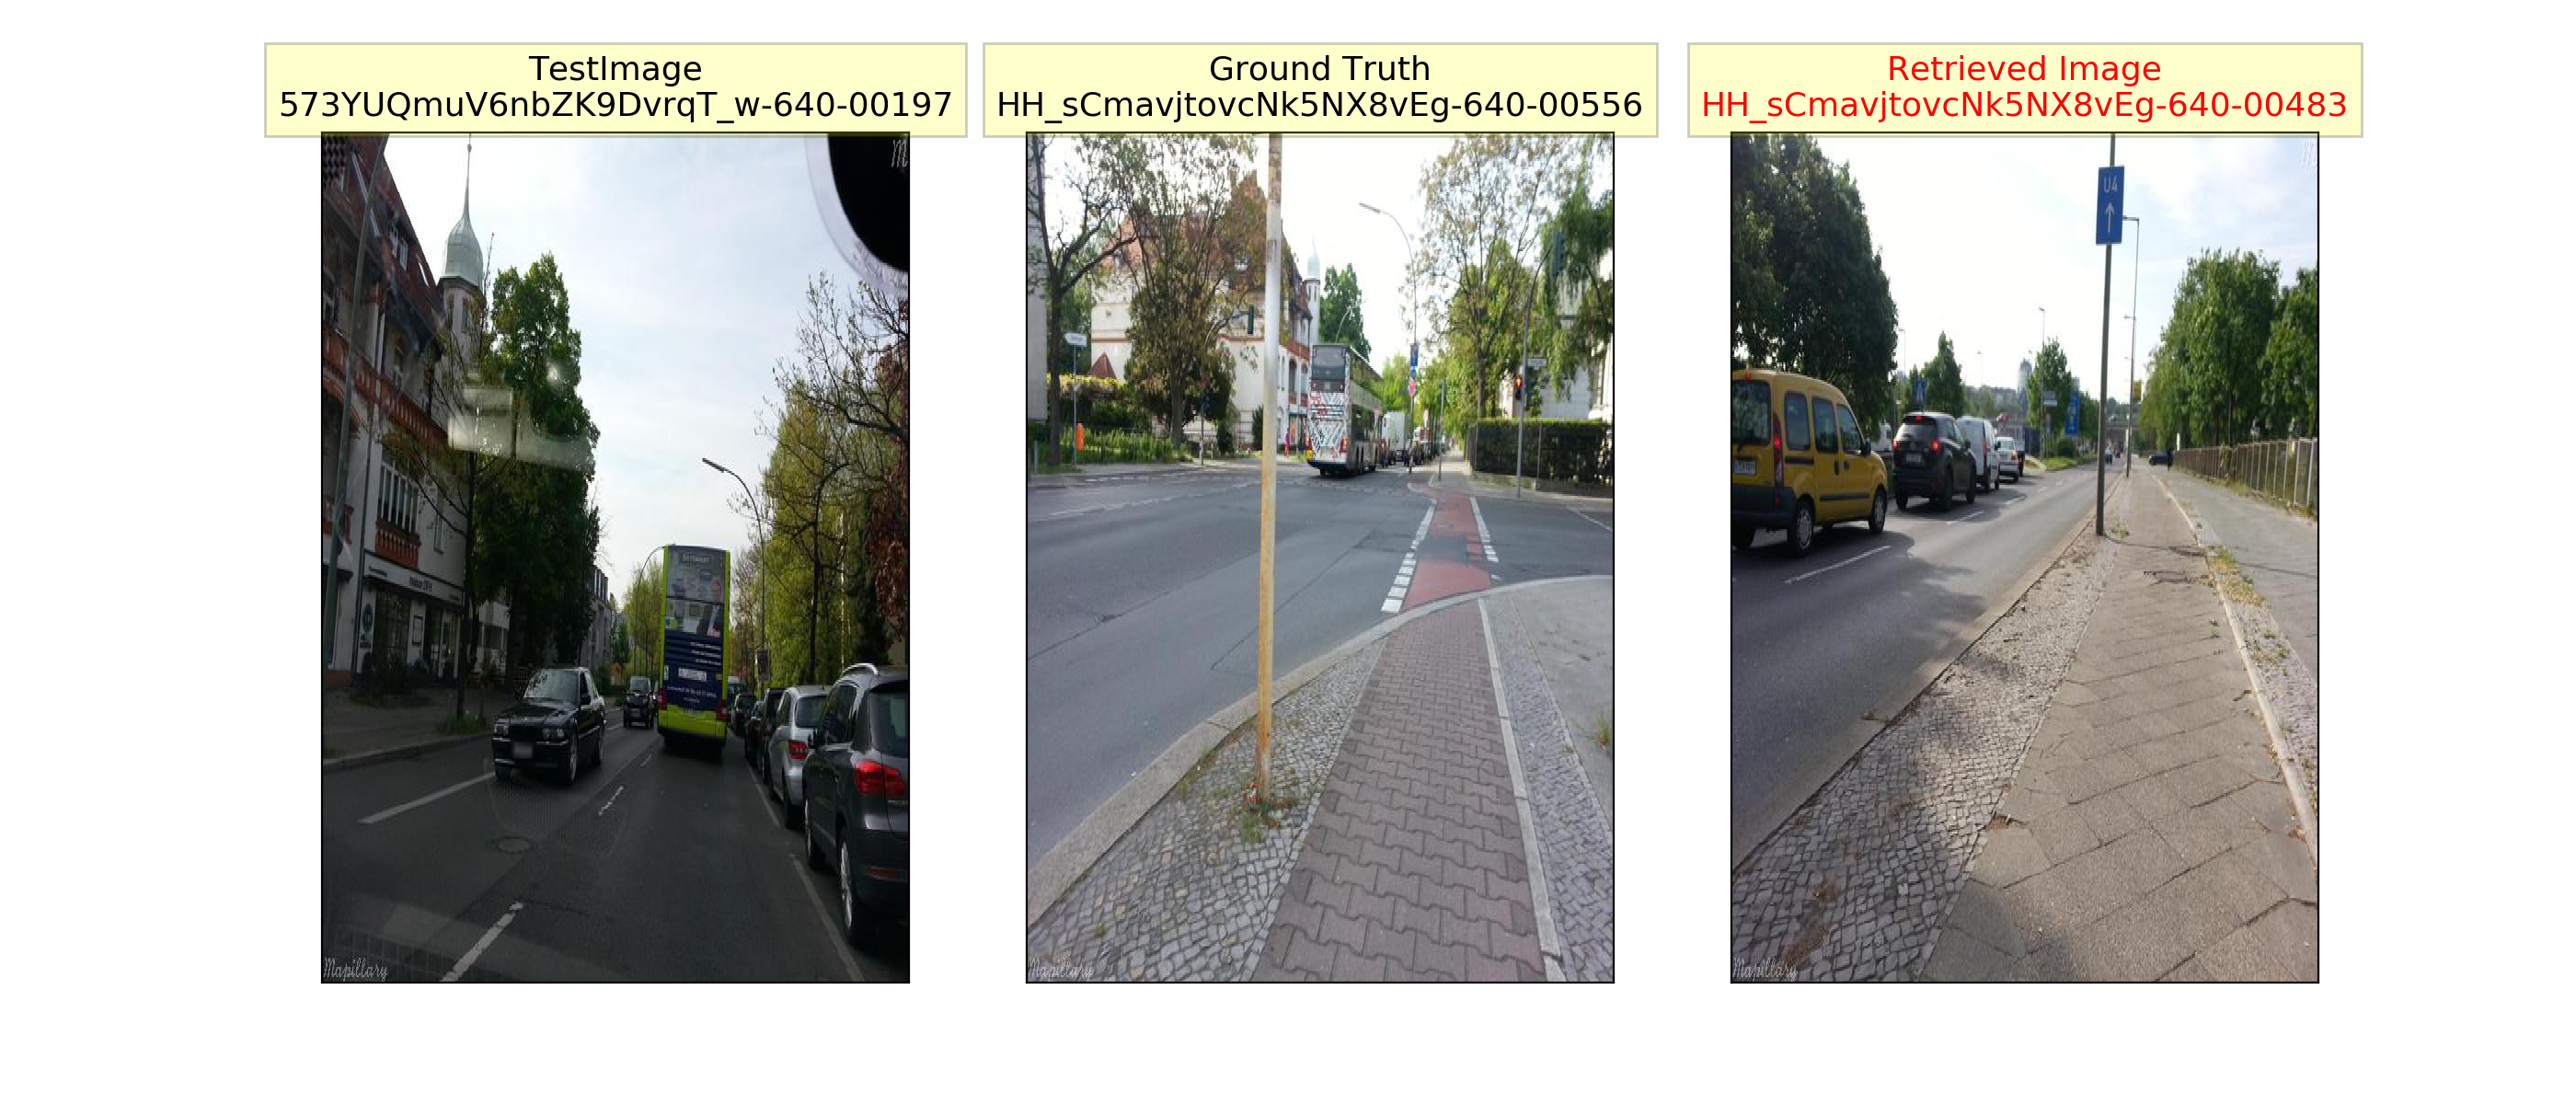 TestImage
573YUQmuV6nbZK9DvrqT_w-640-00197
Ground Truth
HH_sCmavjtovcNk5NX8vEg-640-00556
Retrieved Image
HH_sCmavjtovcNk5NX8vEg-640-00483
M
U4
Mapillary
Mapillary
Mapillary